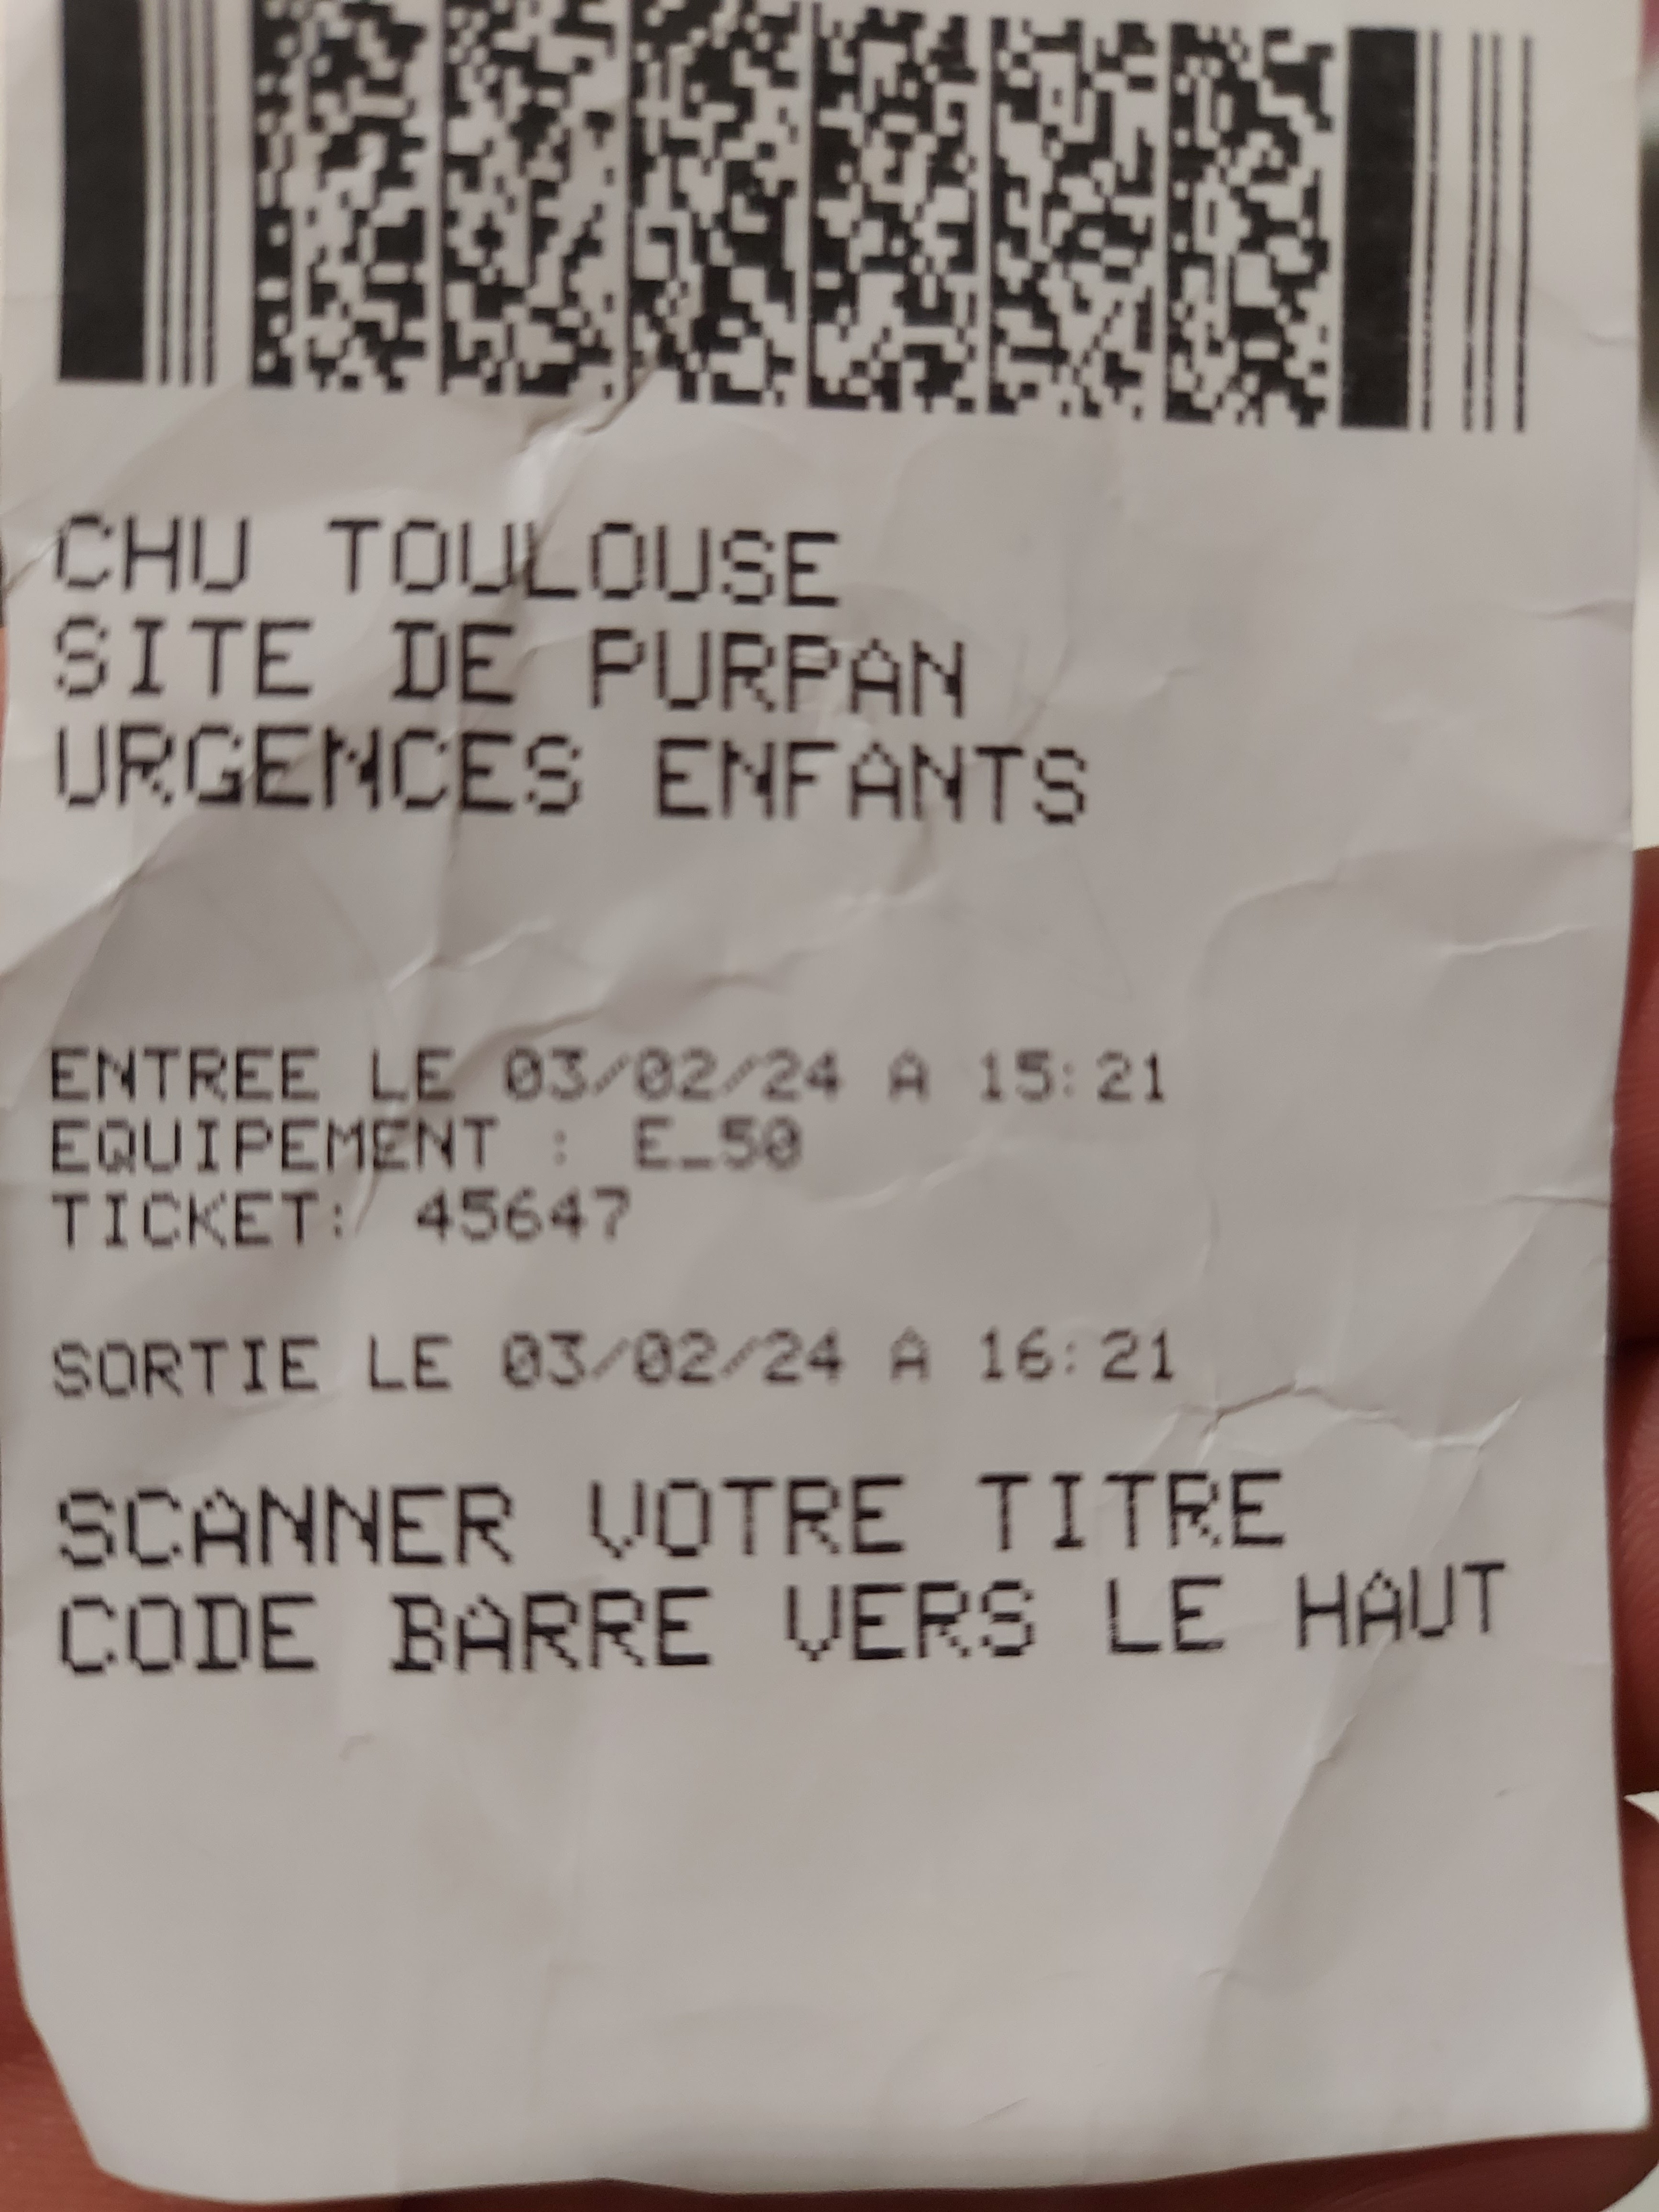 CHU TOULOUSE
SITE DE PURPAN
URGENCES ENFANTS
ENTREE LE 03/02/24 A 15:21
EQUIPEMENT : E_50
TICKET: 45647
SORTIE LE 03/02/24 A 16:21
SCANNER VOTRE TITRE
CODE BARRE VERS LE HAUT